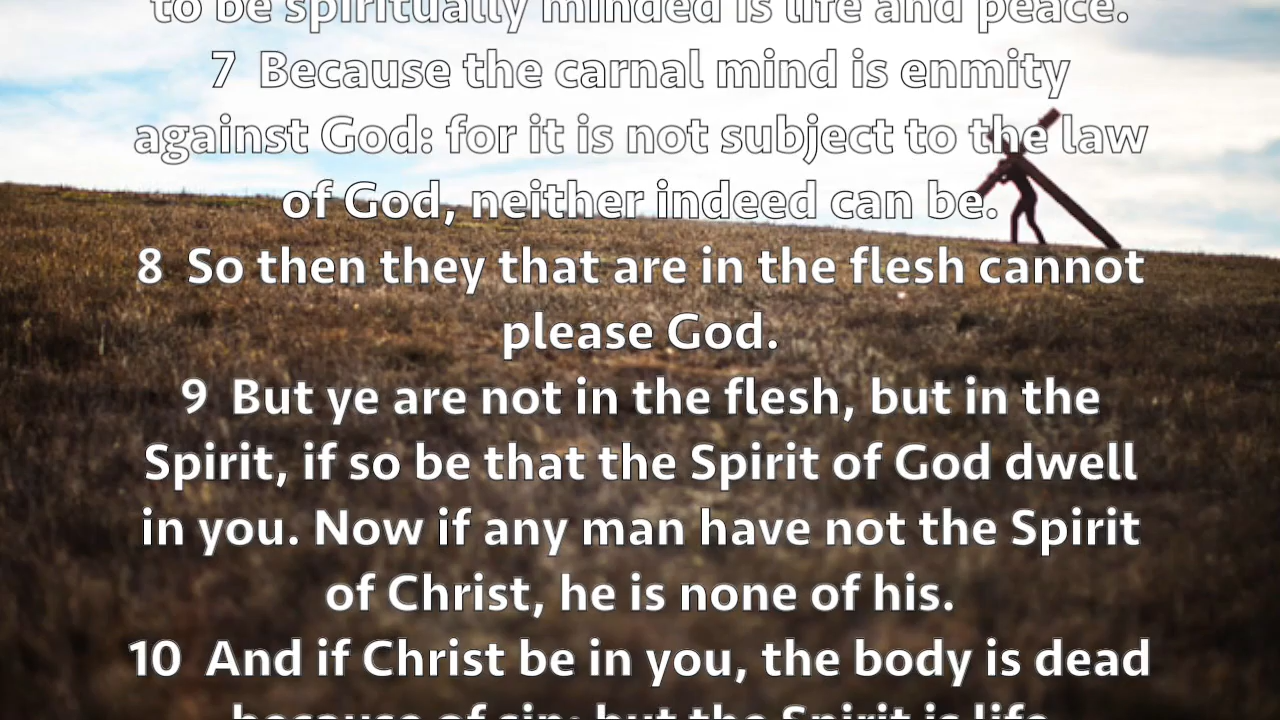 to be spiritually minded is life and peace.
7 Because the carnal mind is enmity
against God: for it is not subject to the law
of God, neither indeed can be.
8 So then they that are in the flesh cannot
please God.
9 But ye are not in the flesh, but in the
Spirit, if so be that the Spirit of God dwell
in you. Now if any man have not the Spirit
of Christ, he is none of his.
10 And if Christ be in you, the body is dead
because of sin; but the Spirit is life